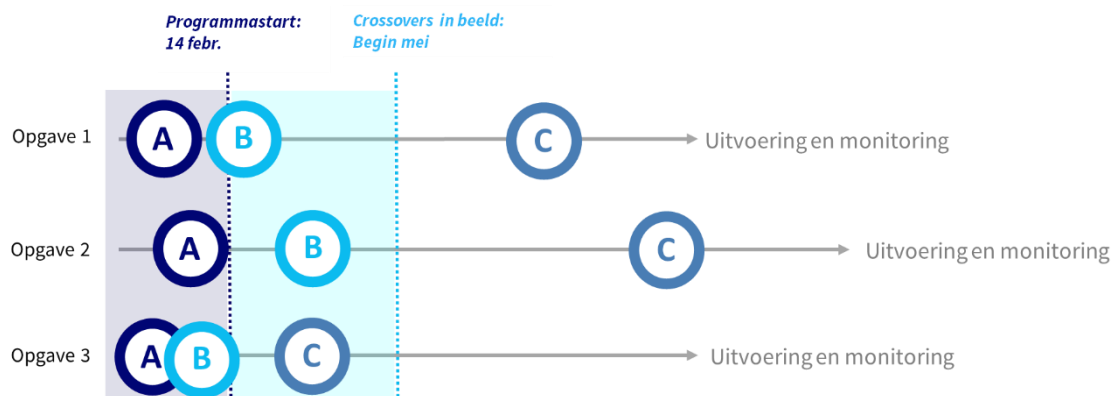 Programmastart:
14 febr.
Crossovers in beeld:
Begin mei
Opgave 1
A
B
C
Uitvoering en monitoring
Opgave 2
A
B
C
Uitvoering en monitoring
Opgave 3
A
B
C
Uitvoering en monitoring